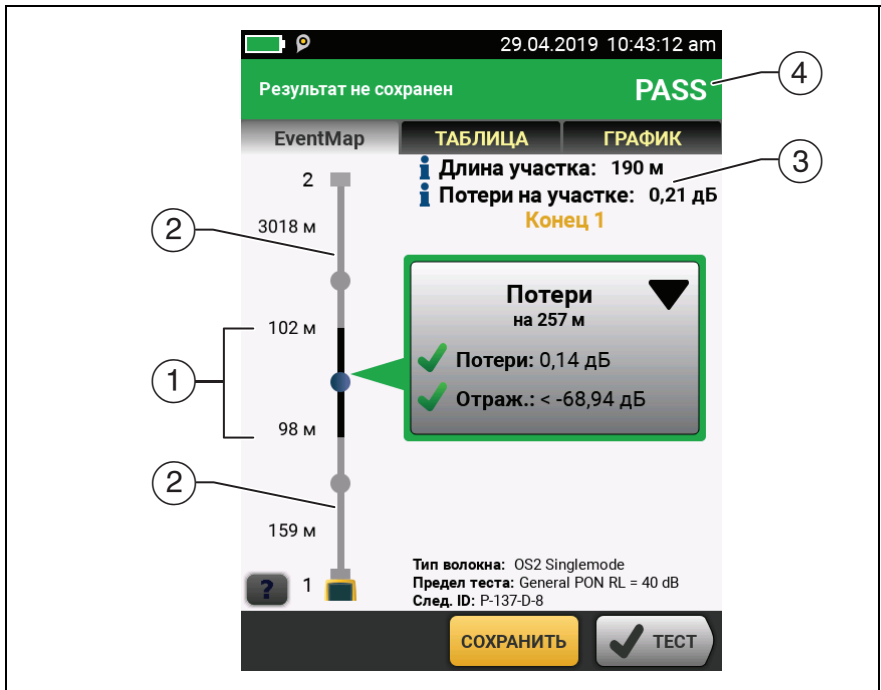 29.04.2019 10:43:12 am
Результат не сохранен
PASS
4
EventMap
ТАБЛИЦА
ГРАФИК
Длина участка: 190 м
3
Потери на участке: 0,21 дБ
Конец 1
2
2
3018 м
Потери
на 257 м
102 м
Потери: 0,14 дБ
1
Отраж.: < -68,94 дБ
98 м
2
159 м
Тип волокна: OS2 Singlemode
Предел теста: General PON RL = 40 dB
След. ID: P-137-D-8
?
1
СОХРАНИТЬ
ТЕСТ